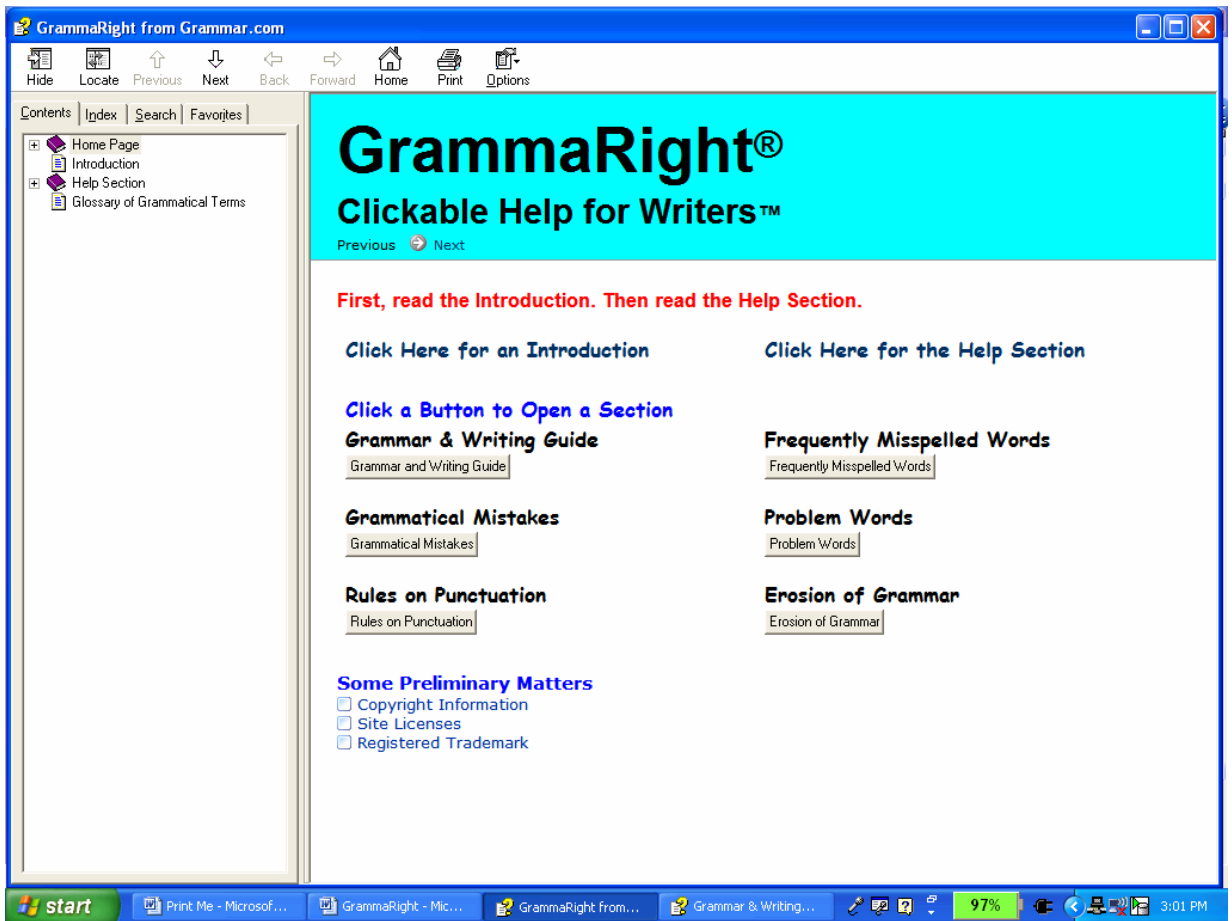 GrammaRight from Grammar.com
Hide Locate Previous Next Back Forward Home Print Options
Contents Index Search Favorites
Home Page
Introduction
Help Section
Glossary of Grammatical Terms
GrammaRight®
Clickable Help for Writers™
Previous Next
First, read the Introduction. Then read the Help Section.
Click Here for an Introduction Click Here for the Help Section
Click a Button to Open a Section
Grammar & Writing Guide Frequently Misspelled Words
Grammar and Writing Guide Frequently Misspelled Words
Grammatical Mistakes Problem Words
Grammatical Mistakes Problem Words
Rules on Punctuation Erosion of Grammar
Rules on Punctuation Erosion of Grammar
Some Preliminary Matters
Copyright Information
Site Licenses
Registered Trademark
start Print Me - Microsof... GrammaRight - Mic... GrammaRight from... Grammar & Writing... 97% 3:01 PM